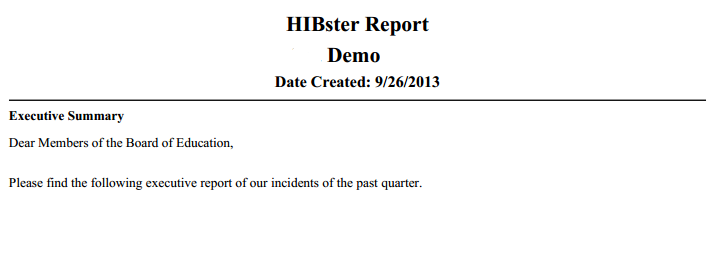 HIBster Report
Demo
Date Created: 9/26/2013
Executive Summary
Dear Members of the Board of Education,
Please find the following executive report of our incidents of the past quarter.